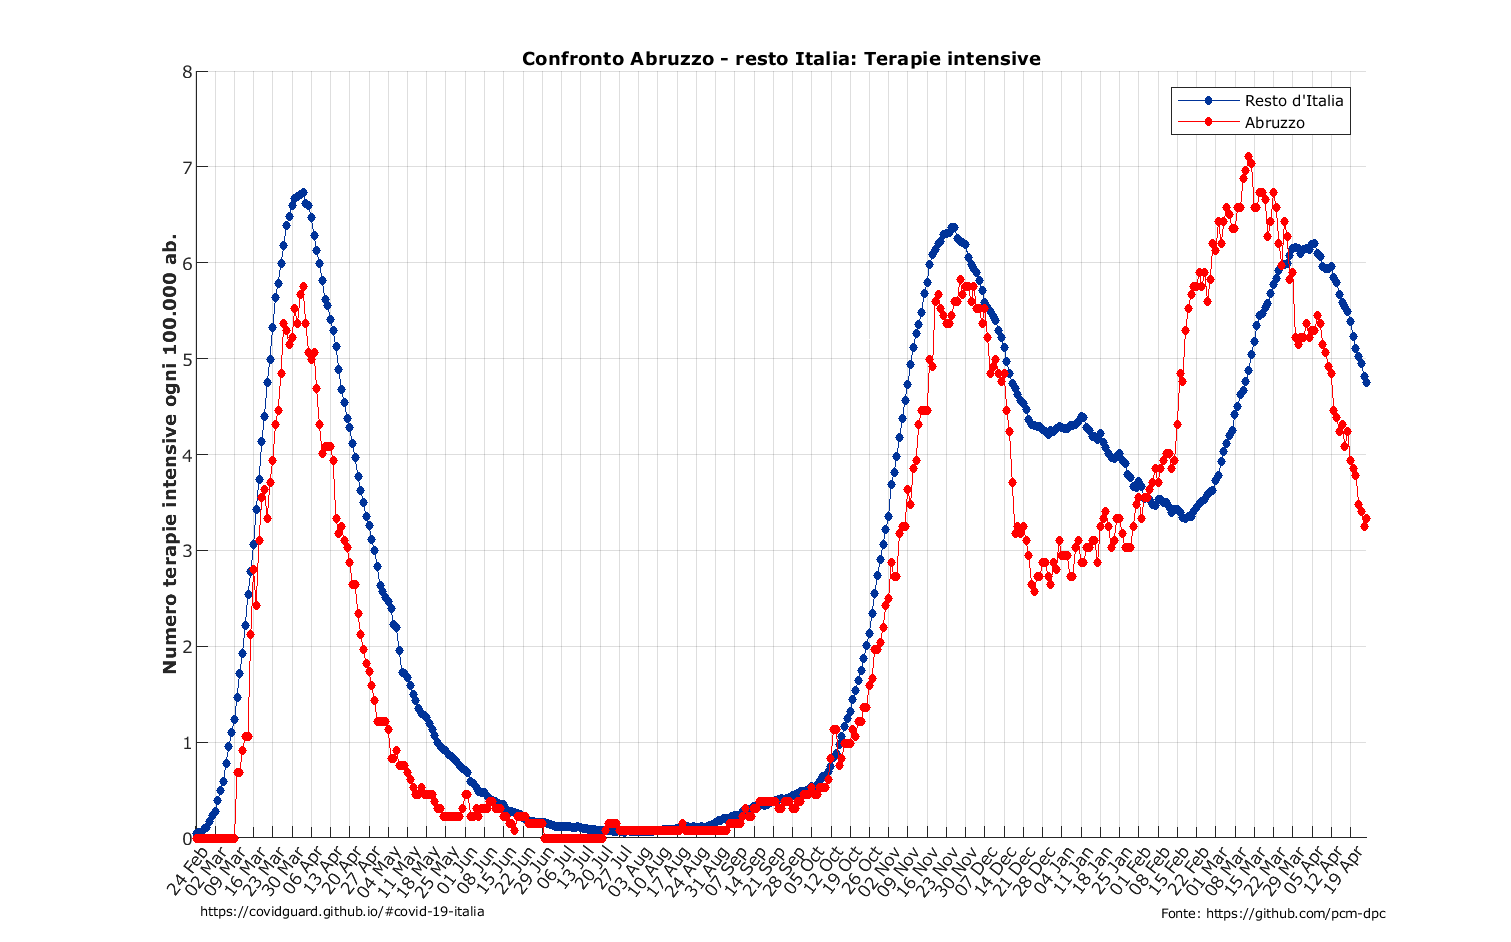 Confronto Abruzzo - resto Italia: Terapie intensive
Resto d'Italia
Abruzzo
Numero terapie intensive ogni 100.000 ab.
8
7
6
5
4
3
2
1
0
24 Feb
02 Mar
09 Mar
16 Mar
23 Mar
30 Mar
06 Apr
13 Apr
20 Apr
27 Apr
04 May
11 May
18 May
25 May
01 Jun
08 Jun
15 Jun
22 Jun
29 Jun
06 Jul
13 Jul
20 Jul
27 Jul
03 Aug
10 Aug
17 Aug
24 Aug
31 Aug
07 Sep
14 Sep
21 Sep
28 Sep
05 Oct
12 Oct
19 Oct
26 Oct
02 Nov
09 Nov
16 Nov
23 Nov
30 Nov
07 Dec
14 Dec
21 Dec
28 Dec
04 Jan
11 Jan
18 Jan
25 Jan
01 Feb
08 Feb
15 Feb
22 Feb
01 Mar
08 Mar
15 Mar
22 Mar
29 Mar
05 Apr
12 Apr
19 Apr
https://covidguard.github.io/#covid-19-italia
Fonte: https://github.com/pcm-dpc